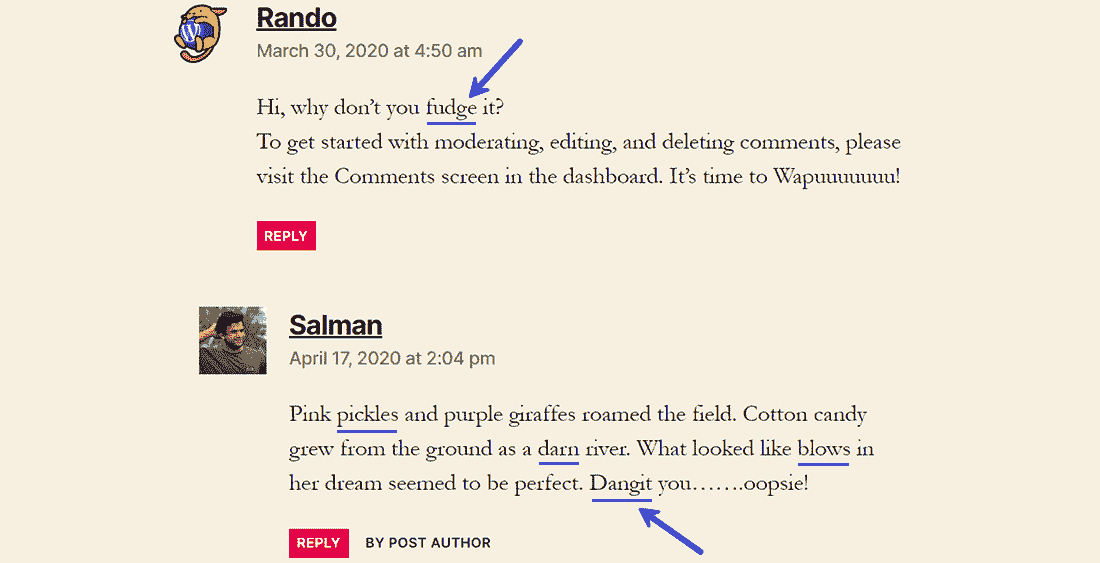 Rando
March 30, 2020 at 4:50 am
Hi, why don’t you fudge it?
To get started with moderating, editing, and deleting comments, please
visit the Comments screen in the dashboard. It’s time to Wapuuuuuuu!
REPLY
Salman
April 17, 2020 at 2:04 pm
Pink pickles and purple giraffes roamed the field. Cotton candy
grew from the ground as a darn river. What looked like blows in
her dream seemed to be perfect. Dangit you…….oopsie!
REPLY BY POST AUTHOR